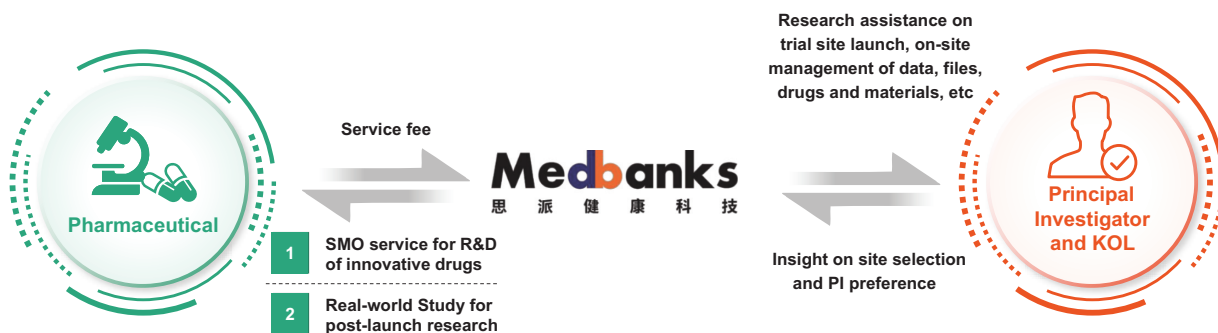 Pharmaceutical
Service fee
1
SMO service for R&D
of innovative drugs
2
Real-world Study for
post-launch research
Medbanks
思派健康科技
Research assistance on
trial site launch, on-site
management of data, files,
drugs and materials, etc
Insight on site selection
and PI preference
Principal
Investigator
and KOL